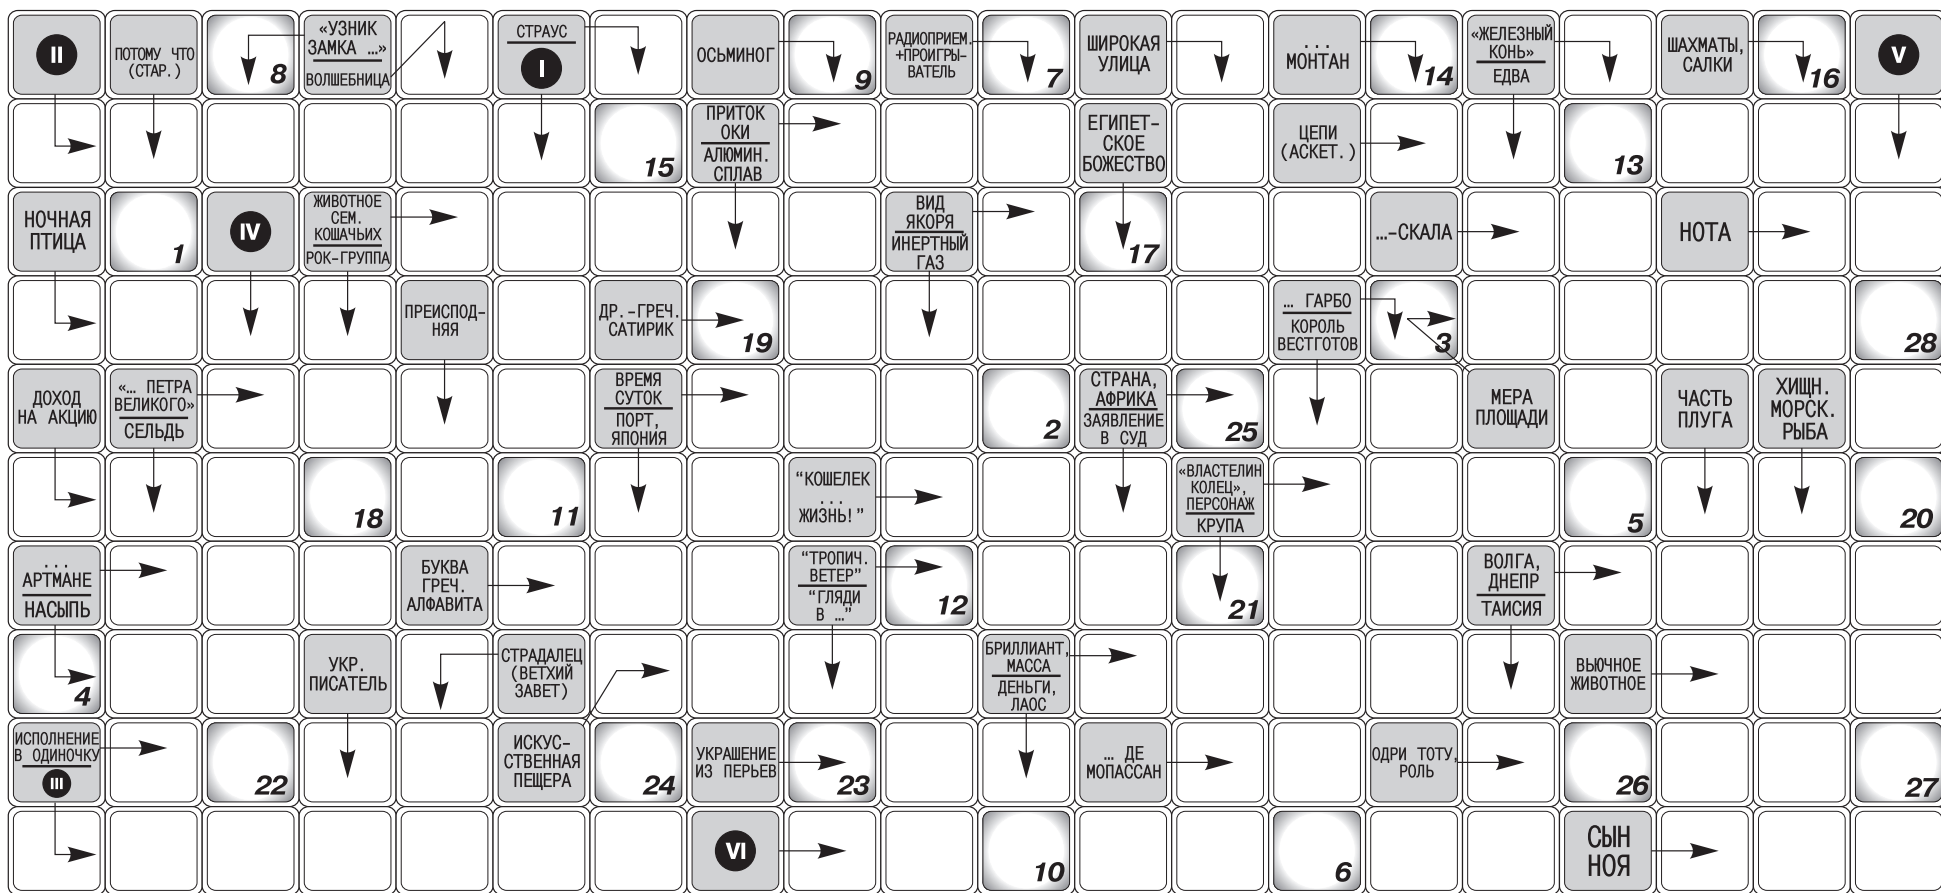 II
ПОТОМУ ЧТО
(СТАР.)
8
«УЗНИК
ЗАМКА ...»
ВОЛШЕБНИЦА
СТРАУС
I
ОСЬМИНОГ
9
РАДИОПРИЕМ.
+ПРОИГРЫ-
ВАТЕЛЬ
7
ШИРОКАЯ
УЛИЦА
...
МОНТАН
14
«ЖЕЛЕЗНЫЙ
КОНЬ»
ЕДВА
ШАХМАТЫ,
САЛКИ
16
V
15
ПРИТОК
ОКИ
АЛЮМИН.
СПЛАВ
ЕГИПЕТ-
СКОЕ
БОЖЕСТВО
ЦЕПИ
(АСКЕТ.)
13
НОЧНАЯ
ПТИЦА
1
IV
ЖИВОТНОЕ
СЕМ.
КОШАЧЬИХ
РОК-ГРУППА
ВИД
ЯКОРЯ
ИНЕРТНЫЙ
ГАЗ
17
...-СКАЛА
НОТА
ПРЕИСПОД-
НЯЯ
ДР.-ГРЕЧ.
САТИРИК
19
... ГАРБО
КОРОЛЬ
ВЕСТГОТОВ
3
28
ДОХОД
НА АКЦИЮ
«... ПЕТРА
ВЕЛИКОГО»
СЕЛЬДЬ
ВРЕМЯ
СУТОК
ПОРТ,
ЯПОНИЯ
2
СТРАНА,
АФРИКА
ЗАЯВЛЕНИЕ
В СУД
25
МЕРА
ПЛОЩАДИ
ЧАСТЬ
ПЛУГА
ХИЩН.
МОРСК.
РЫБА
18
11
“КОШЕЛЕК
...
ЖИЗНЬ!”
«ВЛАСТЕЛИН
КОЛЕЦ»,
ПЕРСОНАЖ
КРУПА
5
20
...
АРТМАНЕ
НАСЫПЬ
БУКВА
ГРЕЧ.
АЛФАВИТА
“ТРОПИЧ.
ВЕТЕР”
“ГЛЯДИ
В ...”
12
21
ВОЛГА,
ДНЕПР
ТАИСИЯ
4
УКР.
ПИСАТЕЛЬ
СТРАДАЛЕЦ
(ВЕТХИЙ
ЗАВЕТ)
БРИЛЛИАНТ,
МАССА
ДЕНЬГИ,
ЛАОС
ВЬЮЧНОЕ
ЖИВОТНОЕ
ИСПОЛНЕНИЕ
В ОДИНОЧКУ
III
22
ИСКУС-
СТВЕННАЯ
ПЕЩЕРА
24
УКРАШЕНИЕ
ИЗ ПЕРЬЕВ
23
... ДЕ
МОПАССАН
ОДРИ ТОТУ,
РОЛЬ
26
27
VI
10
6
СЫН
НОЯ